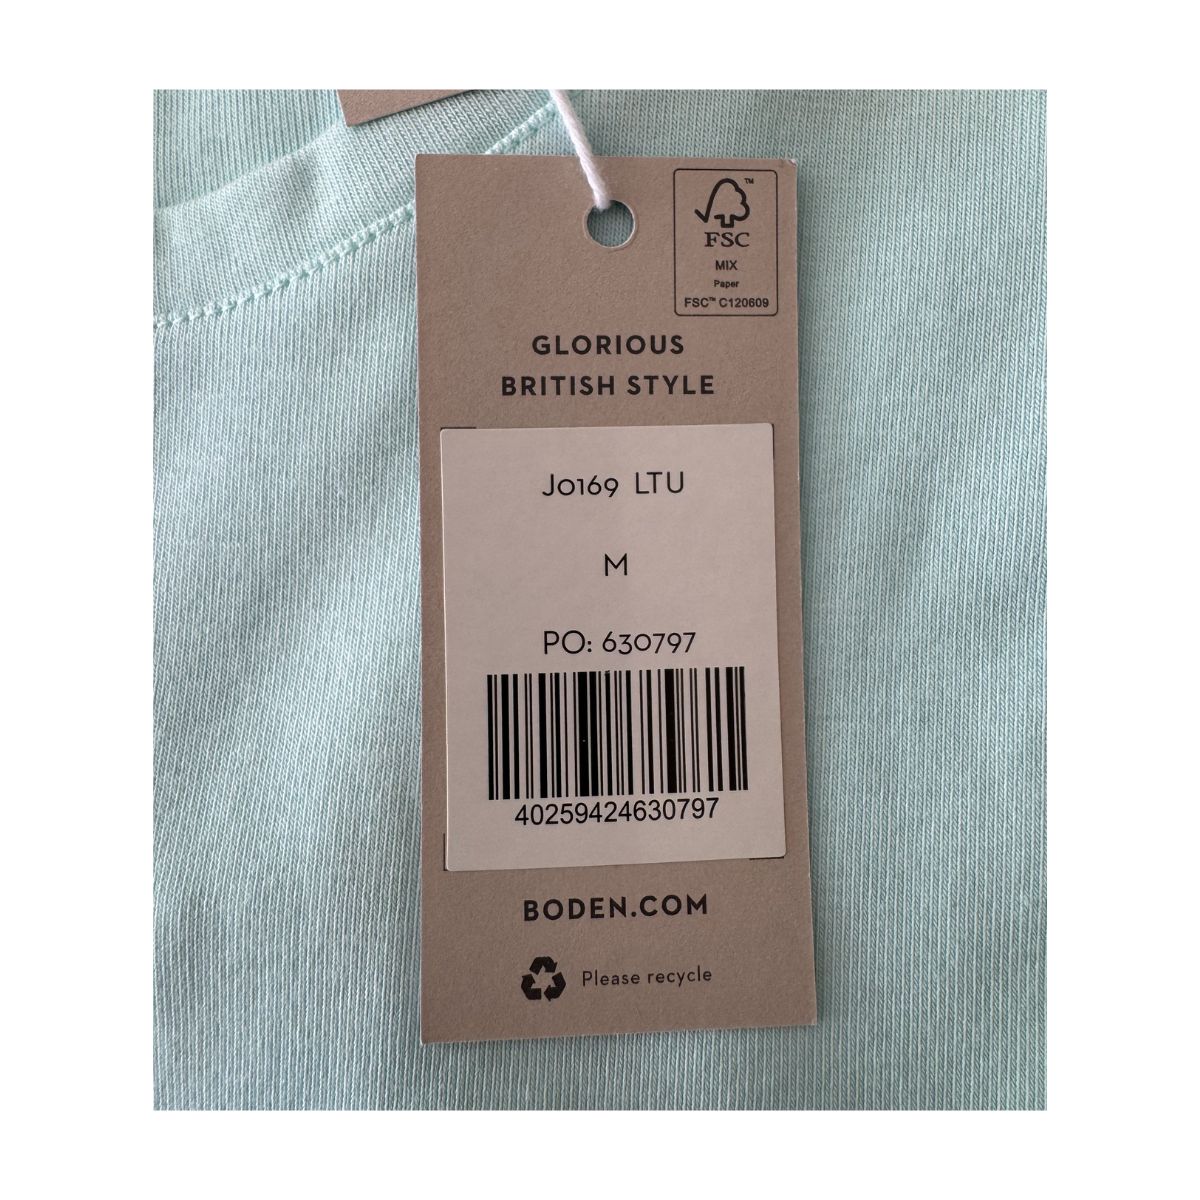 FSC
MIX
Paper
FSC™ C120609
GLORIOUS
BRITISH STYLE
J0169 LTU
M
PO: 630797
40259424630797
BODEN.COM
Please recycle